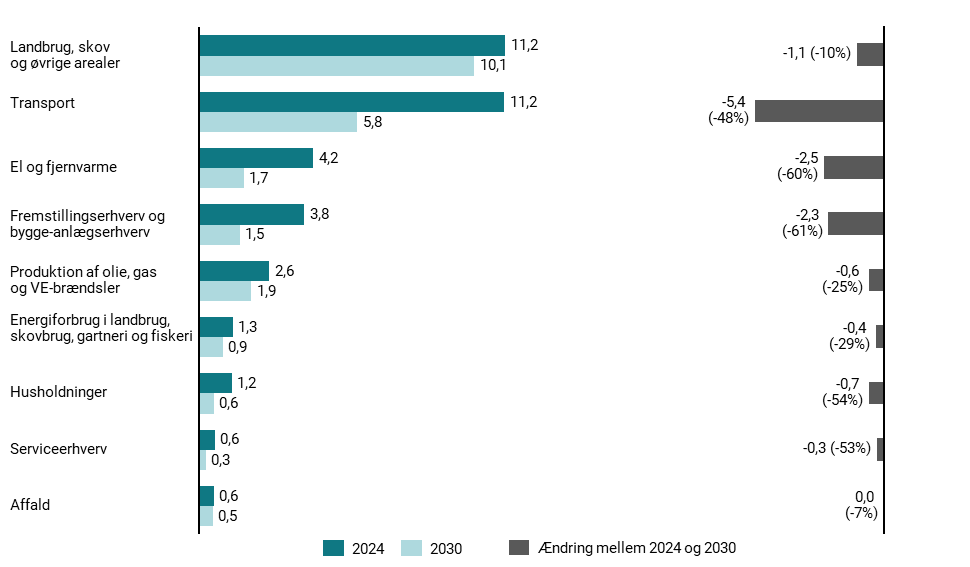 Landbrug, skov
og øvrige arealer
11,2
10,1
-1,1 (-10%)
Transport
11,2
5,8
-5,4
(-48%)
El og fjernvarme
4,2
1,7
-2,5
(-60%)
Fremstillingserhverv og
bygge-anlægserhverv
3,8
1,5
-2,3
(-61%)
Produktion af olie, gas
og VE-brændsler
2,6
1,9
-0,6
(-25%)
Energiforbrug i landbrug,
skovbrug, gartneri og fiskeri
1,3
0,9
-0,4
(-29%)
Husholdninger
1,2
0,6
-0,7
(-54%)
Serviceerhverv
0,6
0,3
-0,3 (-53%)
Affald
0,6
0,5
0,0
(-7%)
2024
2030
Ændring mellem 2024 og 2030